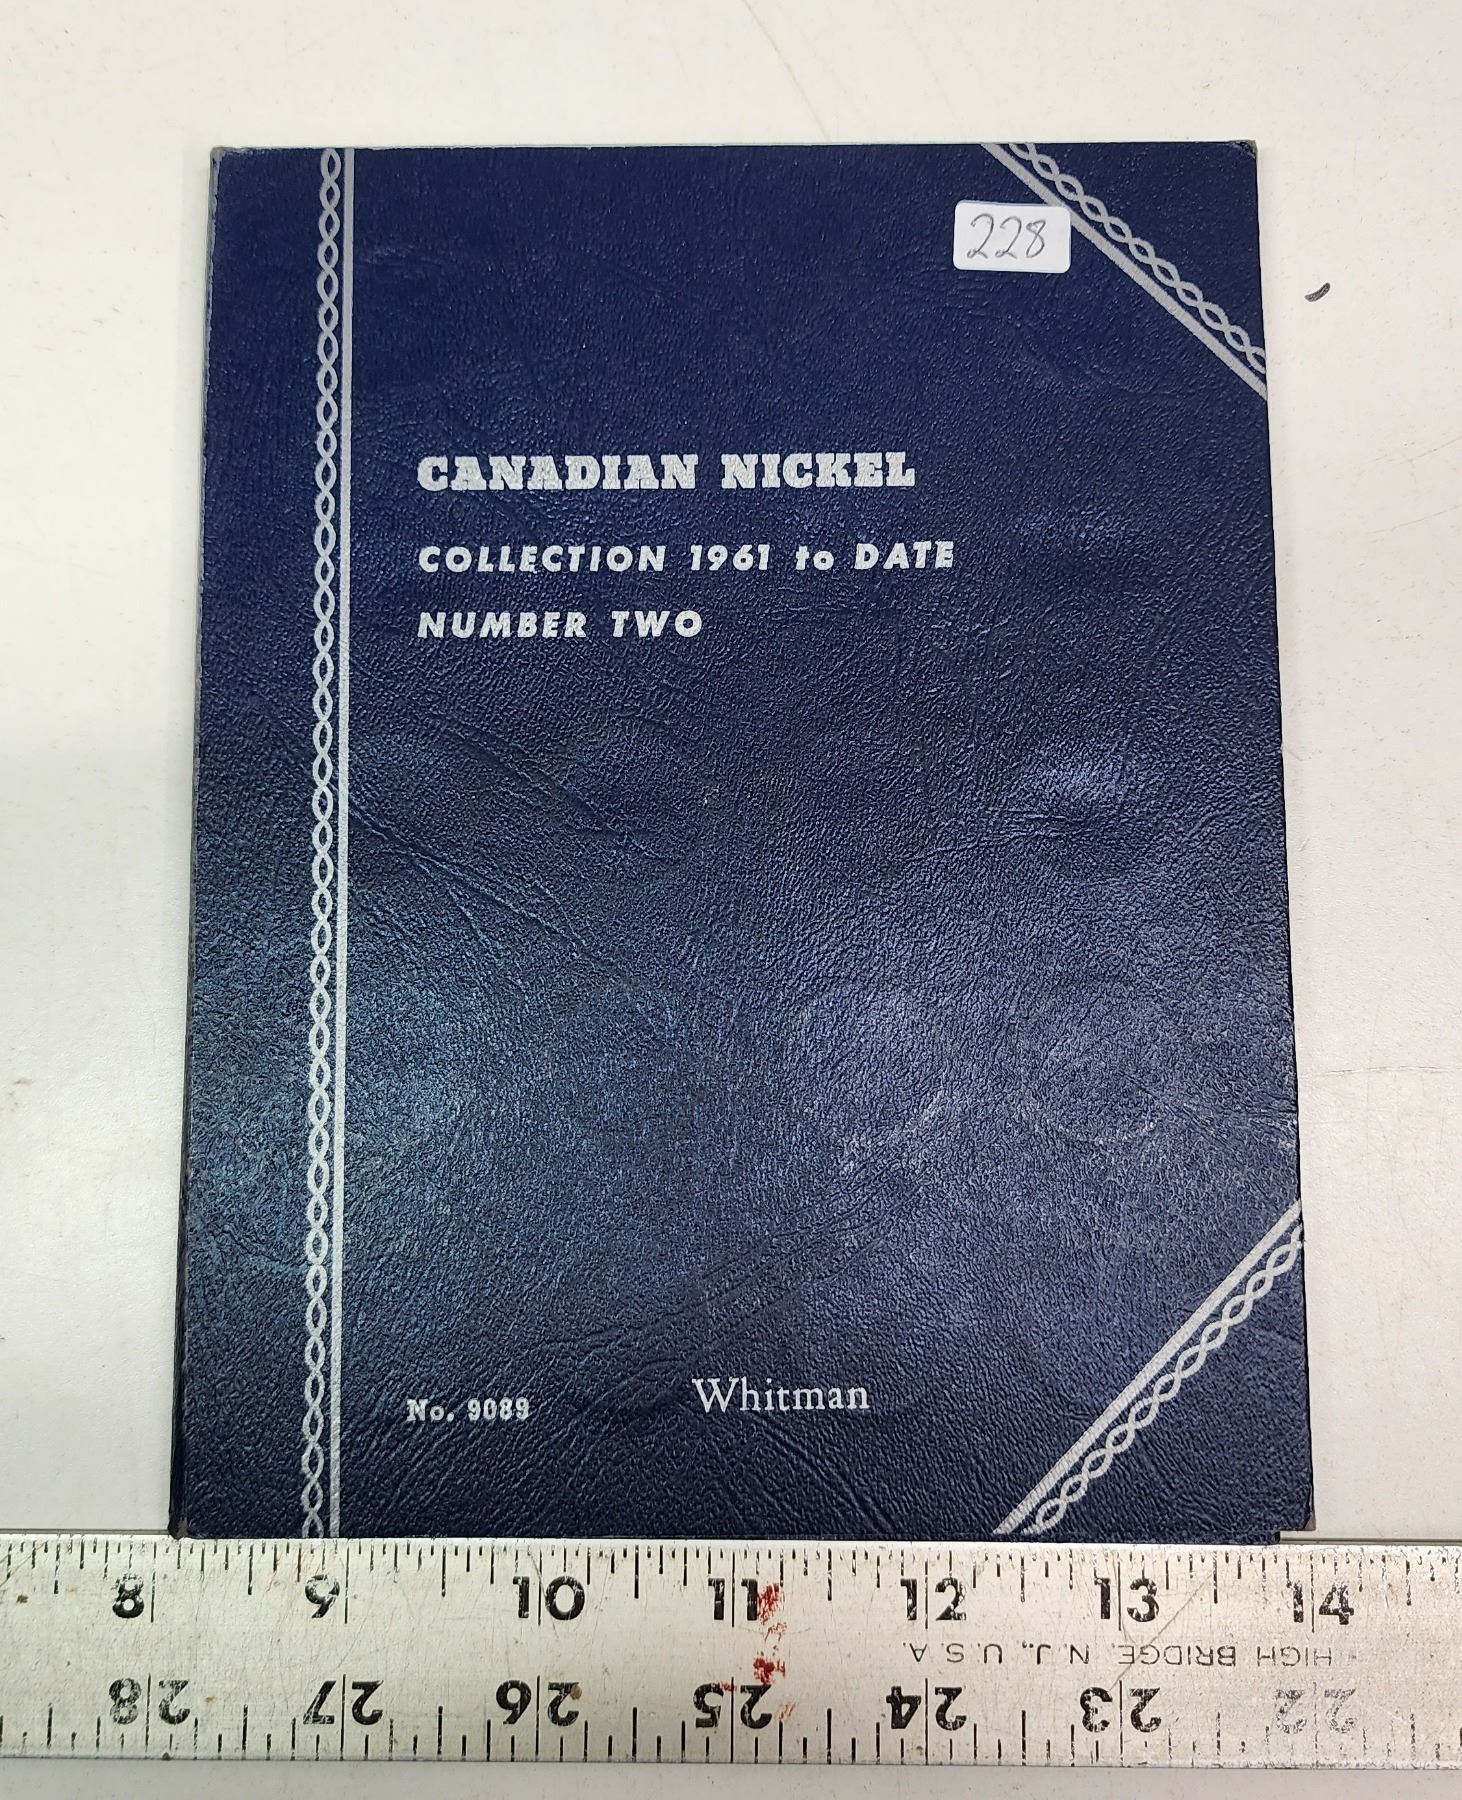 228
CANADIAN NICKEL
COLLECTION 1961 to DATE
NUMBER TWO
No. 9089
Whitman
8 9 10 11 12 13 14
HIGH BRIDGE, N.J., U.S.A.
28 27 26 25 24 23 22